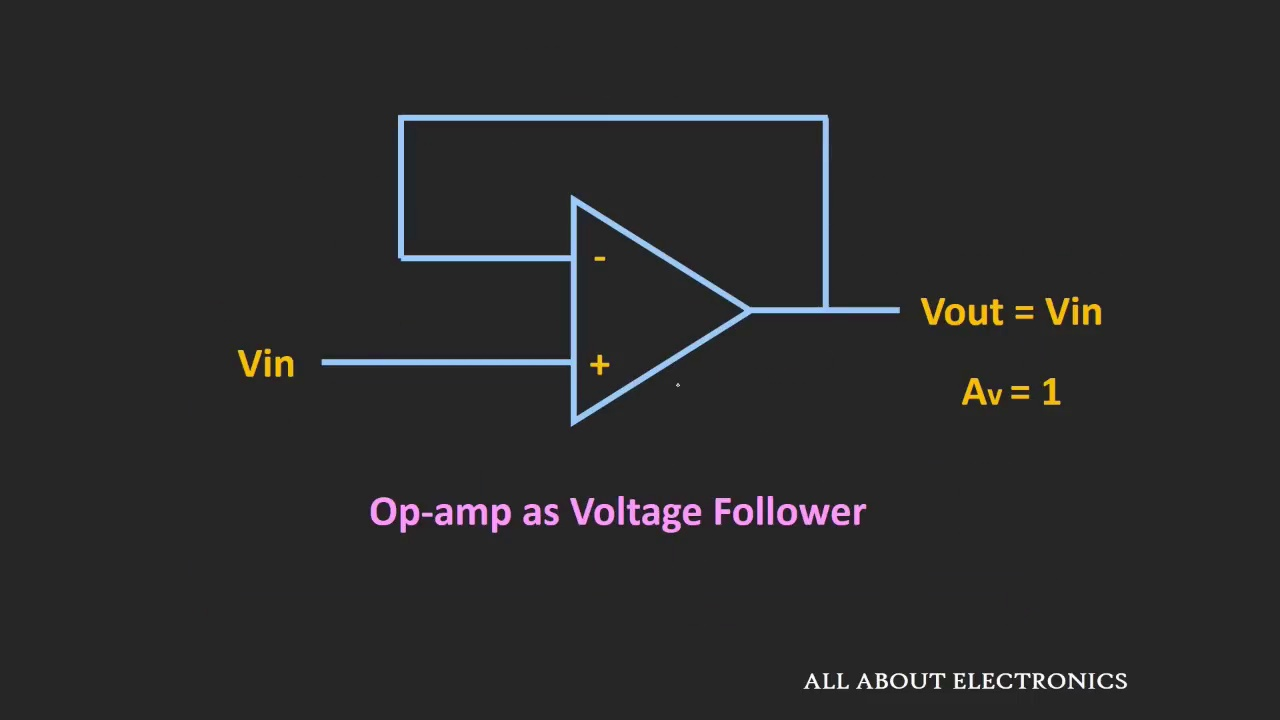 -
Vout = Vin
Vin
+
Av = 1
Op-amp as Voltage Follower
ALL ABOUT ELECTRONICS